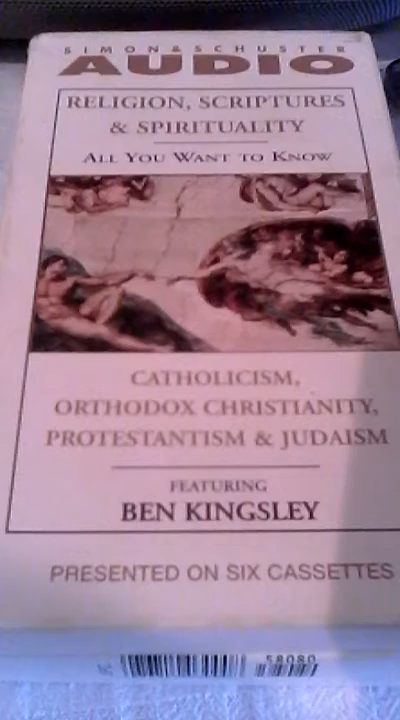 SIMON & SCHUSTER
AUDIO
RELIGION, SCRIPTURES
& SPIRITUALITY
ALL YOU WANT TO KNOW
CATHOLICISM,
ORTHODOX CHRISTIANITY,
PROTESTANTISM & JUDAISM
FEATURING
BEN KINGSLEY
PRESENTED ON SIX CASSETTES
58080